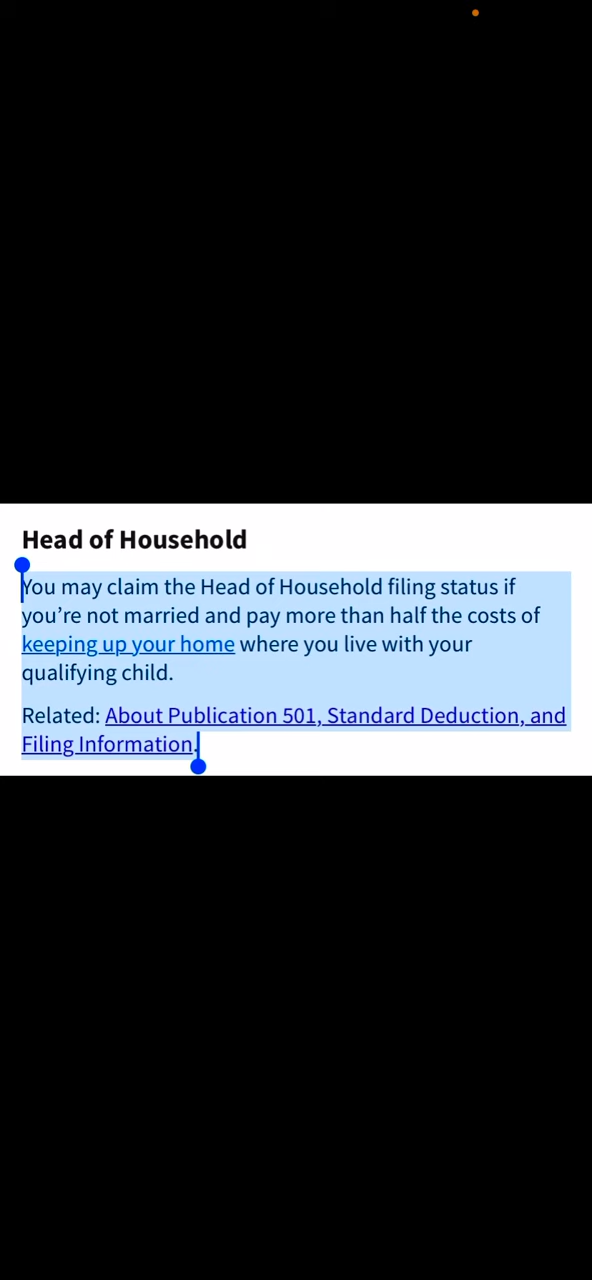 Head of Household
You may claim the Head of Household filing status if
you’re not married and pay more than half the costs of
keeping up your home where you live with your
qualifying child.
Related: About Publication 501, Standard Deduction, and
Filing Information.